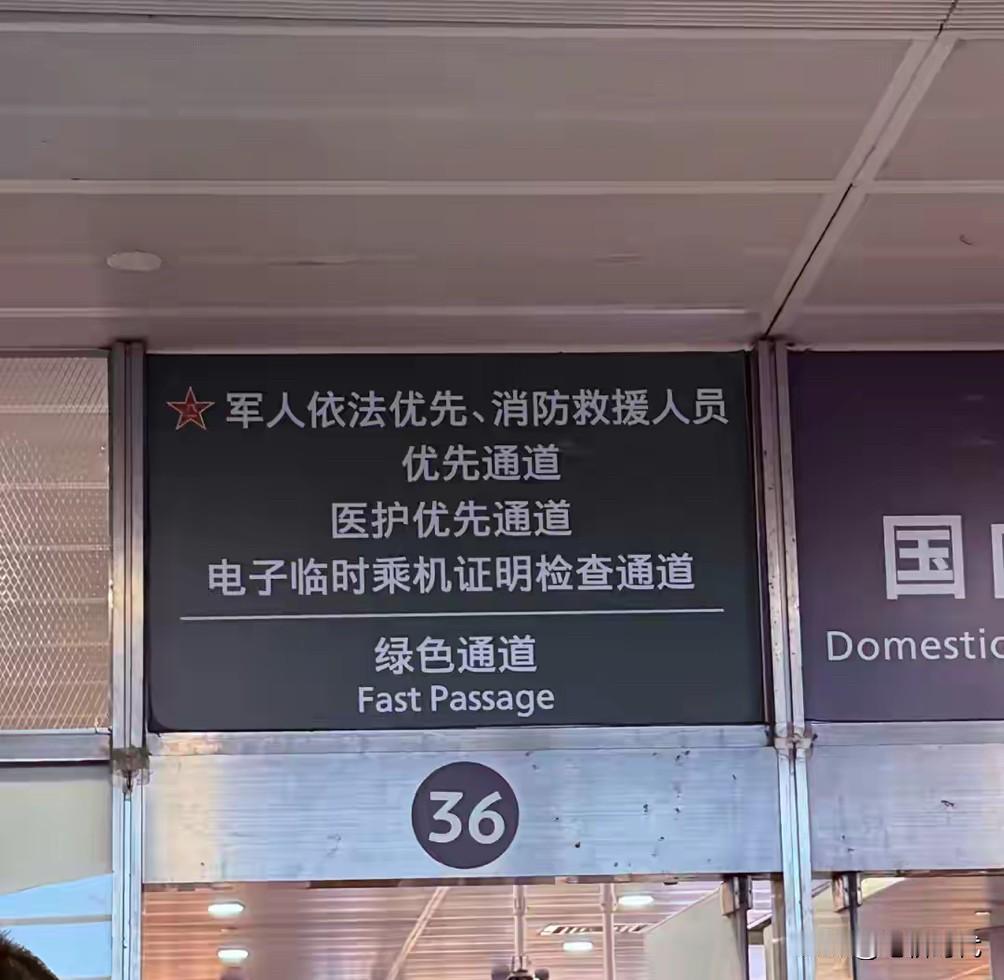 军人依法优先、消防救援人员
优先通道
医护优先通道
电子临时乘机证明检查通道
绿色通道
Fast Passage
36
国
Domestic